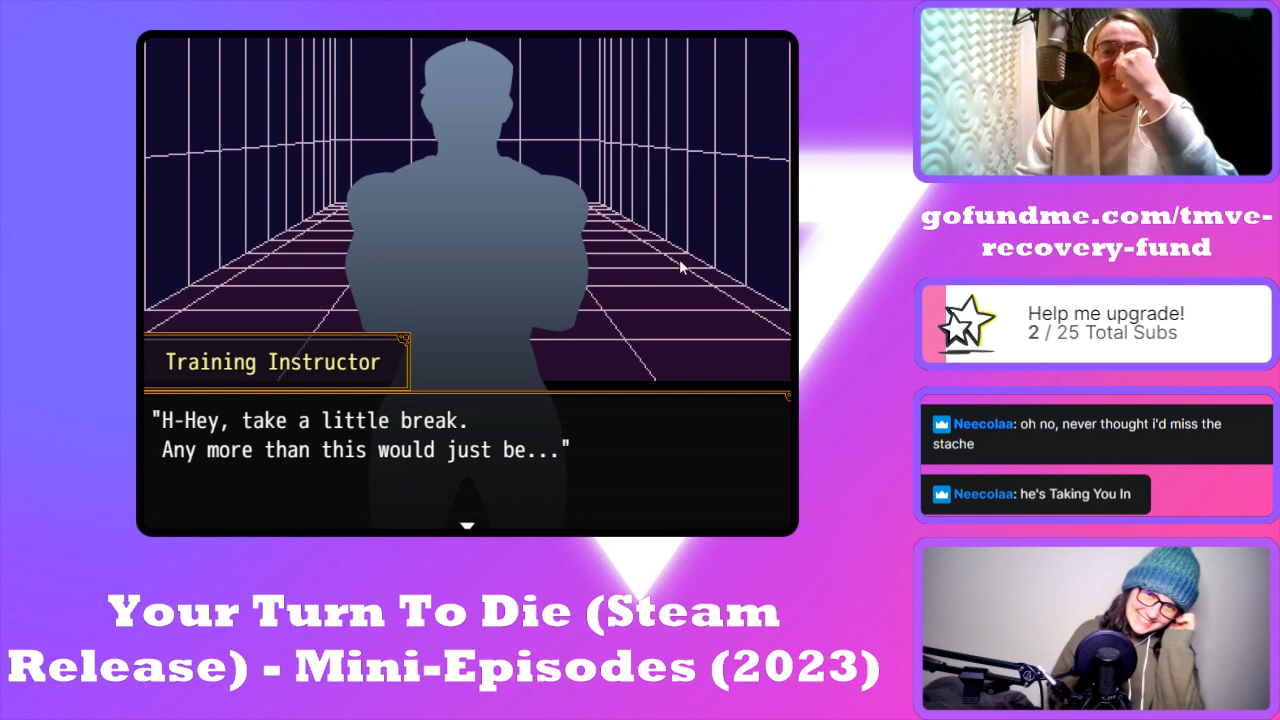 Training Instructor
"H-Hey, take a little break.
Any more than this would just be..."
Your Turn To Die (Steam
Release) - Mini-Episodes (2023)
gofundme.com/tmve-
recovery-fund
Help me upgrade!
2 / 25 Total Subs
Neecolaa: oh no, never thought i'd miss the
stache
Neecolaa: he's Taking You In